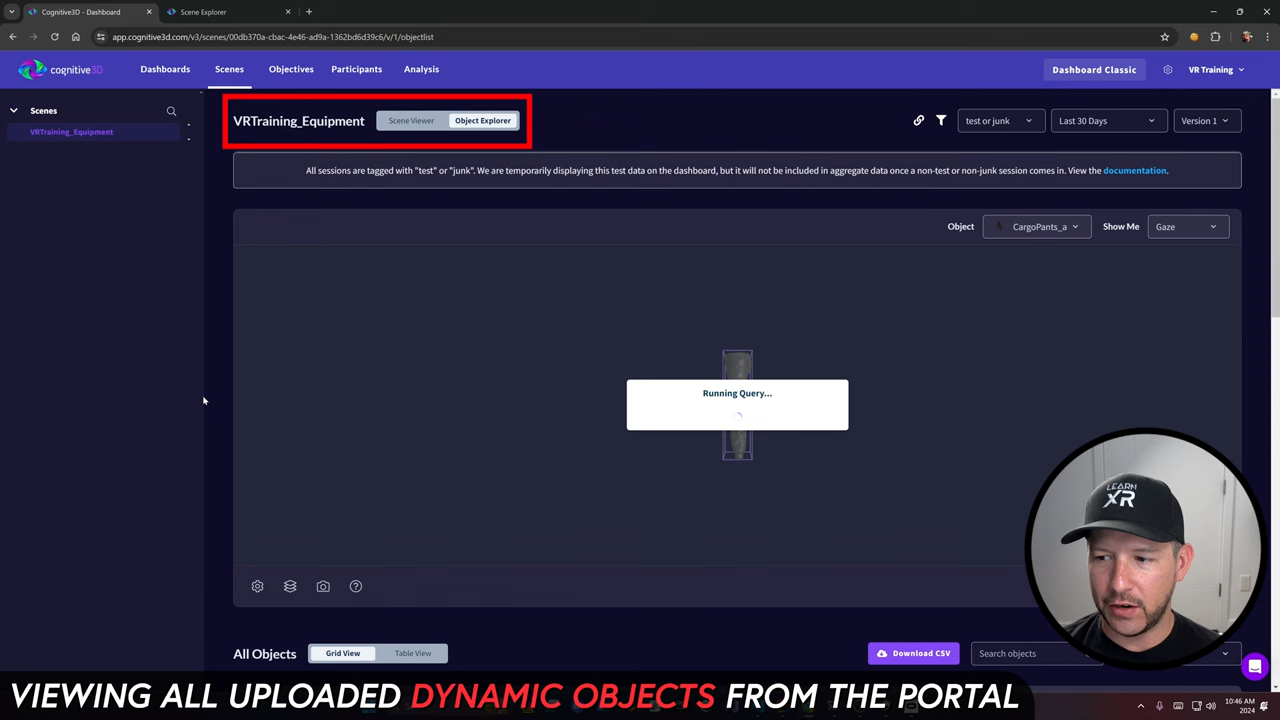 Cognitive3D - Dashboard
Scene Explorer
app.cognitive3d.com/v3/scenes/00db370a-cbac-4e46-ad9a-1362bd6d39c6/v/1/objectlist
cognitive3D
Dashboards
Scenes
Objectives
Participants
Analysis
Dashboard Classic
VR Training
Scenes
VRTraining_Equipment
VRTraining_Equipment
Scene Viewer
Object Explorer
test or junk
Last 30 Days
Version 1
All sessions are tagged with "test" or "junk". We are temporarily displaying this test data on the dashboard, but it will not be included in aggregate data once a non-test or non-junk session comes in. View the documentation.
Object
CargoPants_a
Show Me
Gaze
Running Query...
LEARN
XR
All Objects
Grid View
Table View
Download CSV
Search objects
VIEWING ALL UPLOADED DYNAMIC OBJECTS FROM THE PORTAL
10:46 AM
2024